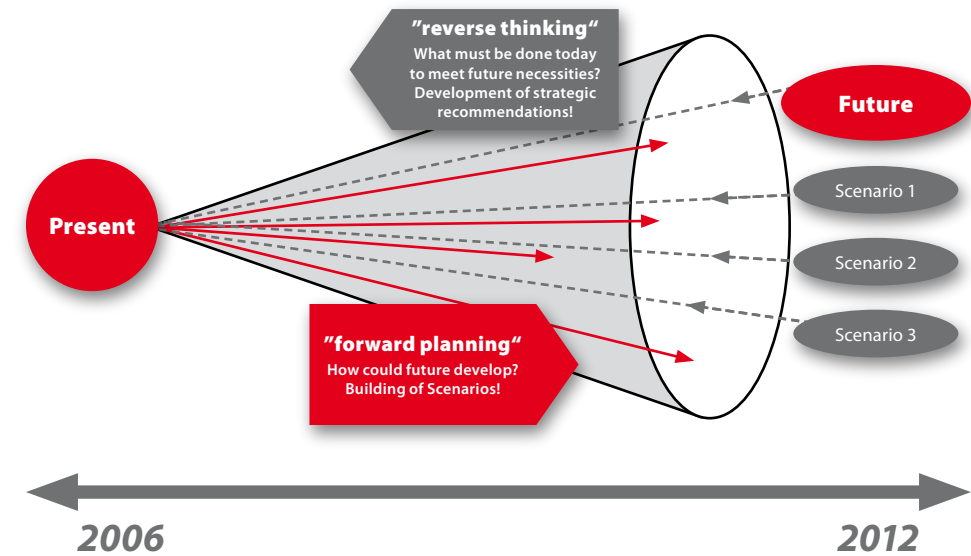 ”reverse thinking“
What must be done today
to meet future necessities?
Development of strategic
recommendations!
Future
Scenario 1
Present
Scenario 2
Scenario 3
”forward planning“
How could future develop?
Building of Scenarios!
2006
2012